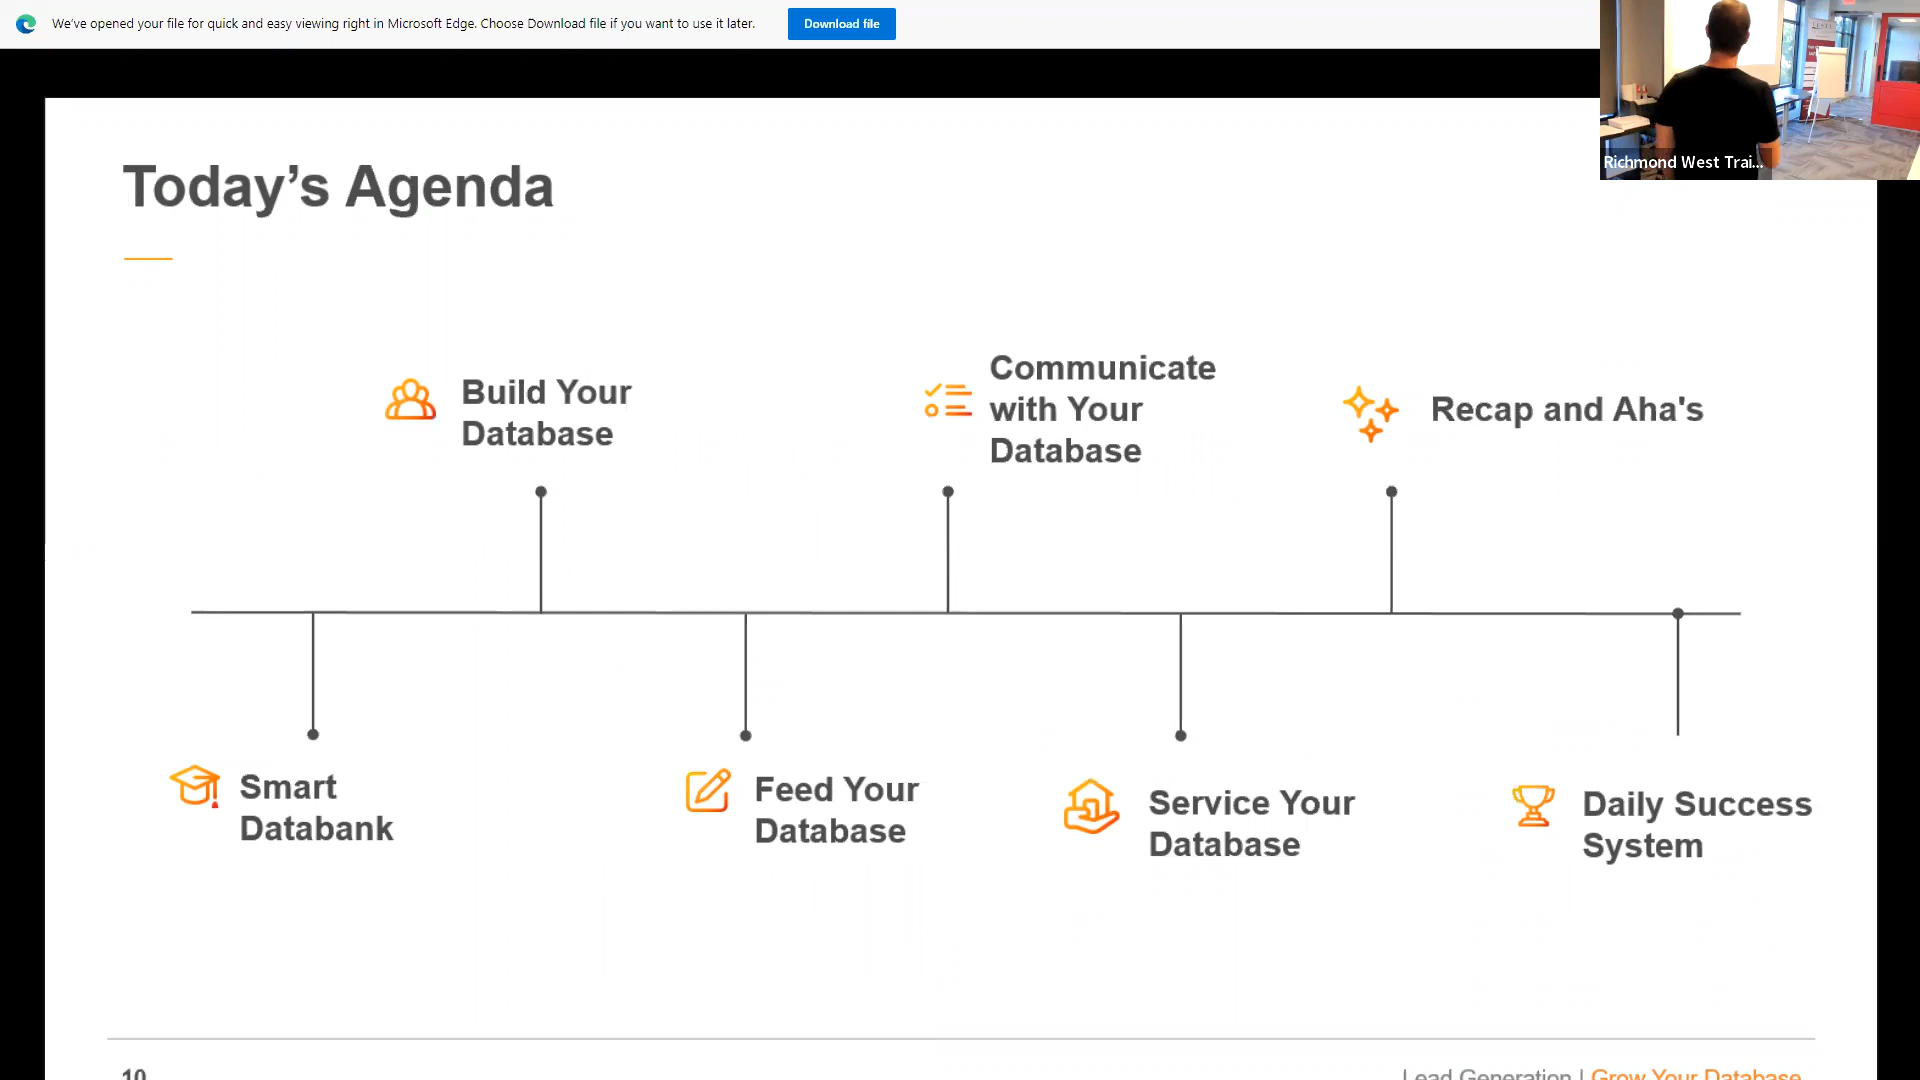 We've opened your file for quick and easy viewing right in Microsoft Edge. Choose Download file if you want to use it later.
Download file
Richmond West Trai...
Today’s Agenda
Build Your
Database
Communicate
with Your
Database
Recap and Aha's
Smart
Databank
Feed Your
Database
Service Your
Database
Daily Success
System
10
Lead Generation | Grow Your Database